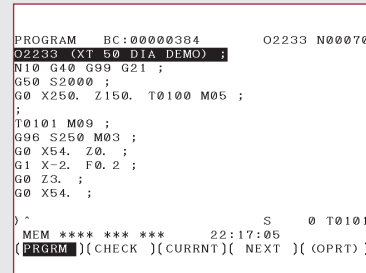 PROGRAM BC:00000384 O2233 N00070
O2233 (XT 50 DIA DEMO) ;
N10 G40 G99 G21 ;
G50 S2000 ;
G0 X250. Z150. T0100 M05 ;
;
T0101 M09 ;
G96 S250 M03 ;
G0 X54. Z0. ;
G1 X-2. F0.2 ;
G0 Z3. ;
G0 X54. ;
)^ S 0 T0101
MEM **** *** *** 22:17:05
(PRGRM )(CHECK )(CURRNT)( NEXT )( (OPRT))